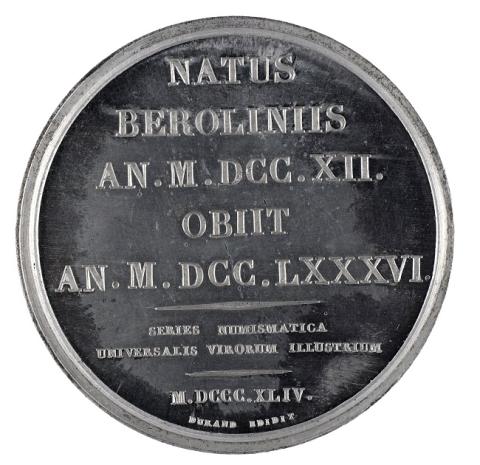 NATUS
BEROLINIIS
AN. M. DCC. XII.
OBIIT
AN. M. DCC. LXXXVI.
SERIES NUMISMATICA
UNIVERSALIS VIRORUM ILLUSTRIUM
M. DCCC. XLIV.
DURAND EDIDIT